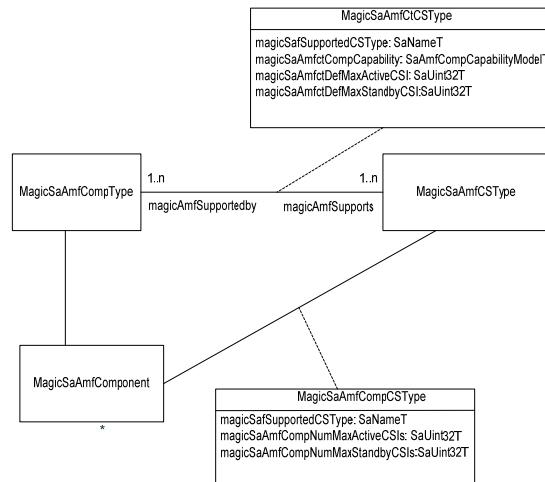 MagicSaAmfCtCSType
magicSafSupportedCSType: SaNameT
magicSaAmfctCompCapability: SaAmfCompCapabilityModelT
magicSaAmfctDefMaxActiveCSI: SaUint32T
magicSaAmfctDefMaxStandbyCSI:SaUint32T
1..n
1..n
MagicSaAmfCompType
MagicSaAmfCSType
magicAmfSupportedby
magicAmfSupports
MagicSaAmfComponent
*
MagicSaAmfCompCSType
magicSafSupportedCSType: SaNameT
magicSaAmfCompNumMaxActiveCSIs: SaUint32T
magicSaAmfCompNumMaxStandbyCSIs:SaUint32T